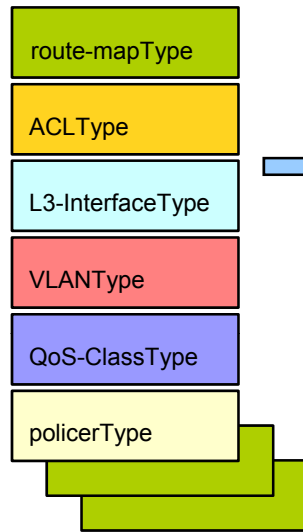 route-mapType
ACLType
L3-InterfaceType
VLANType
QoS-ClassType
policerType